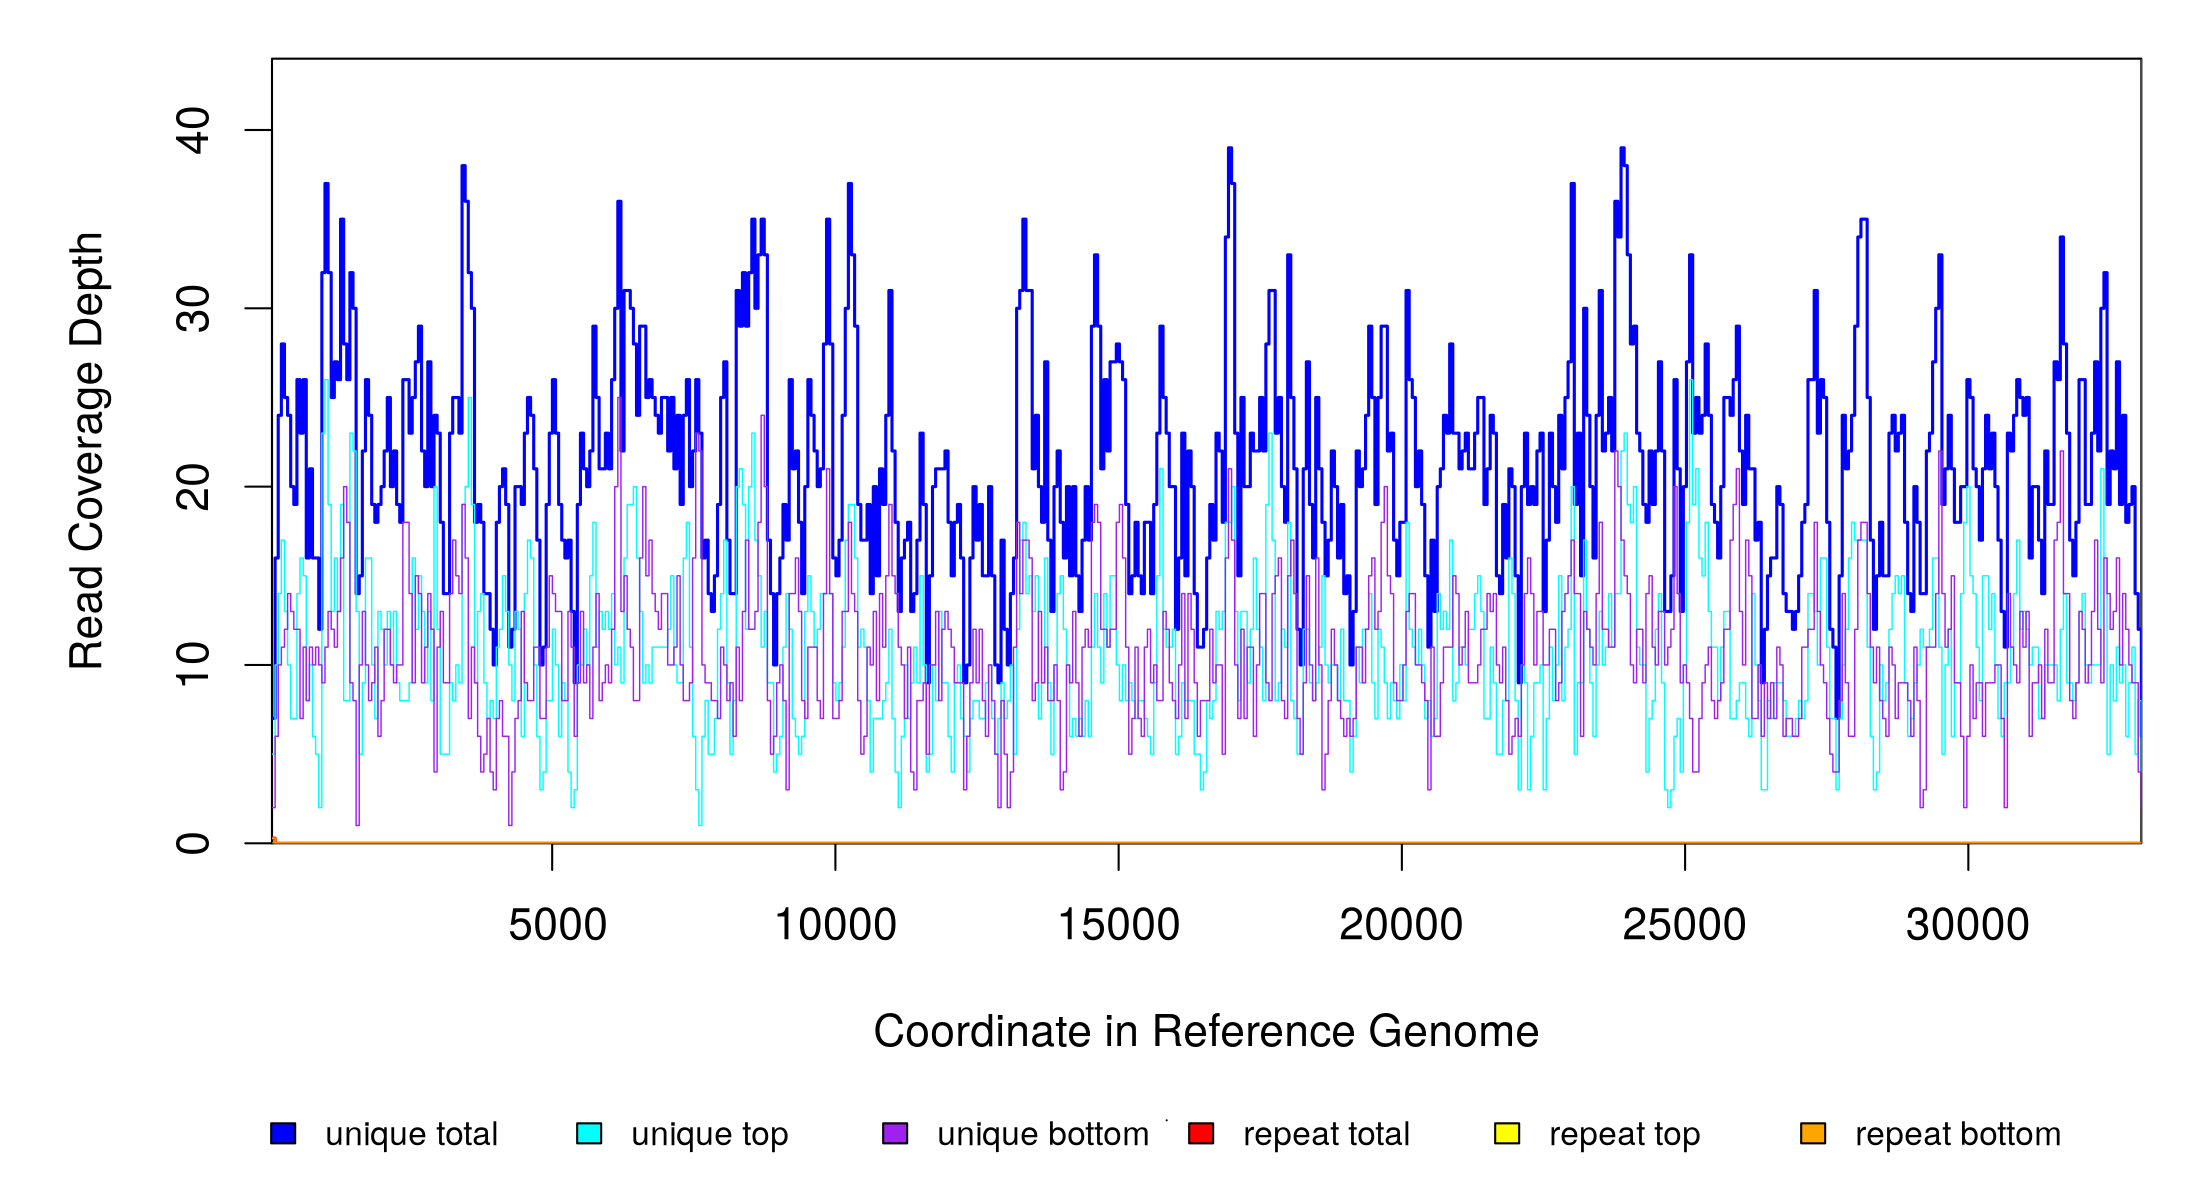 Read Coverage Depth
40
30
20
10
0
5000 10000 15000 20000 25000 30000
Coordinate in Reference Genome
unique total unique top unique bottom repeat total repeat top repeat bottom